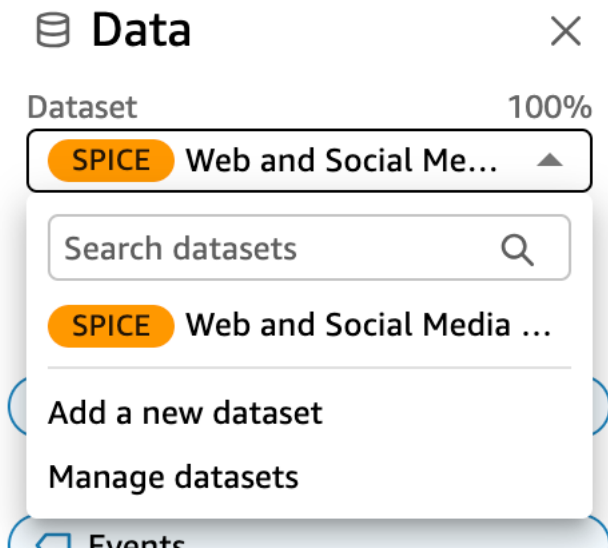 Data
Dataset 100%
SPICE Web and Social Me...
Search datasets
SPICE Web and Social Media ...
Add a new dataset
Manage datasets
Events